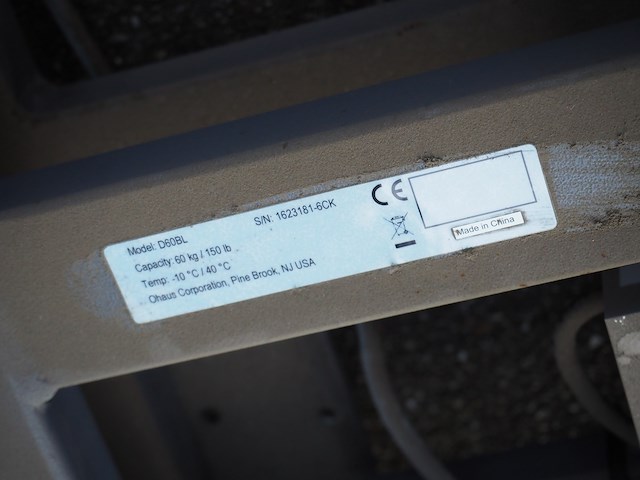 Model: D60BL
S/N: 1623181-6CK
Capacity: 60 kg / 150 lb
Temp: -10 °C / 40 °C
Ohaus Corporation, Pine Brook, NJ USA
CE
Made in China